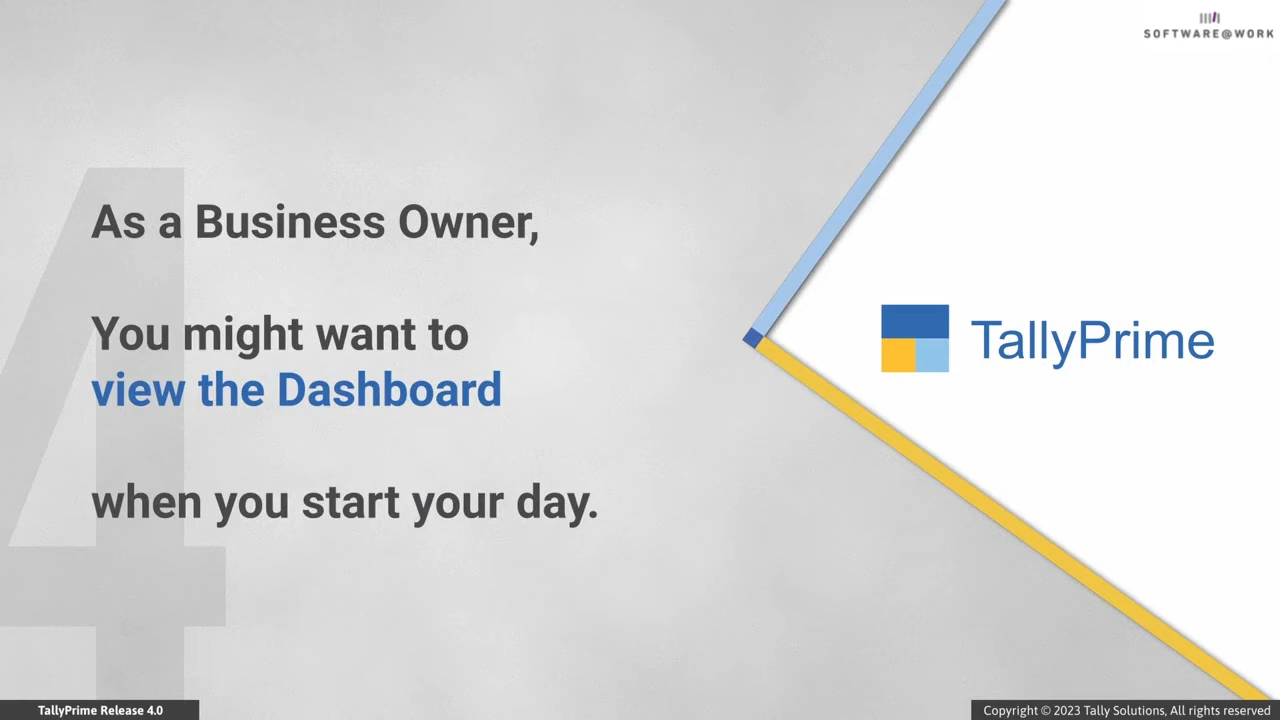 SOFTWARE@WORK
4
As a Business Owner,
You might want to
view the Dashboard
when you start your day.
TallyPrime
TallyPrime Release 4.0
Copyright © 2023 Tally Solutions, All rights reserved